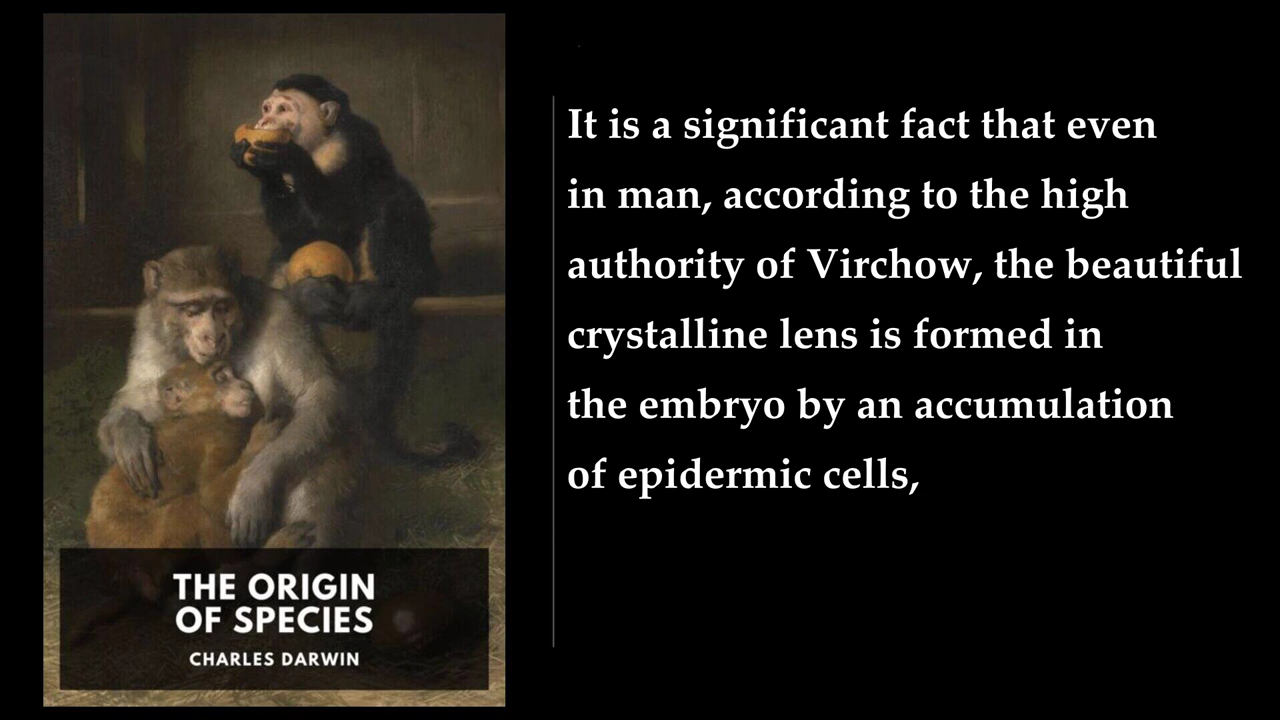 THE ORIGIN
OF SPECIES
CHARLES DARWIN
It is a significant fact that even
in man, according to the high
authority of Virchow, the beautiful
crystalline lens is formed in
the embryo by an accumulation
of epidermic cells,